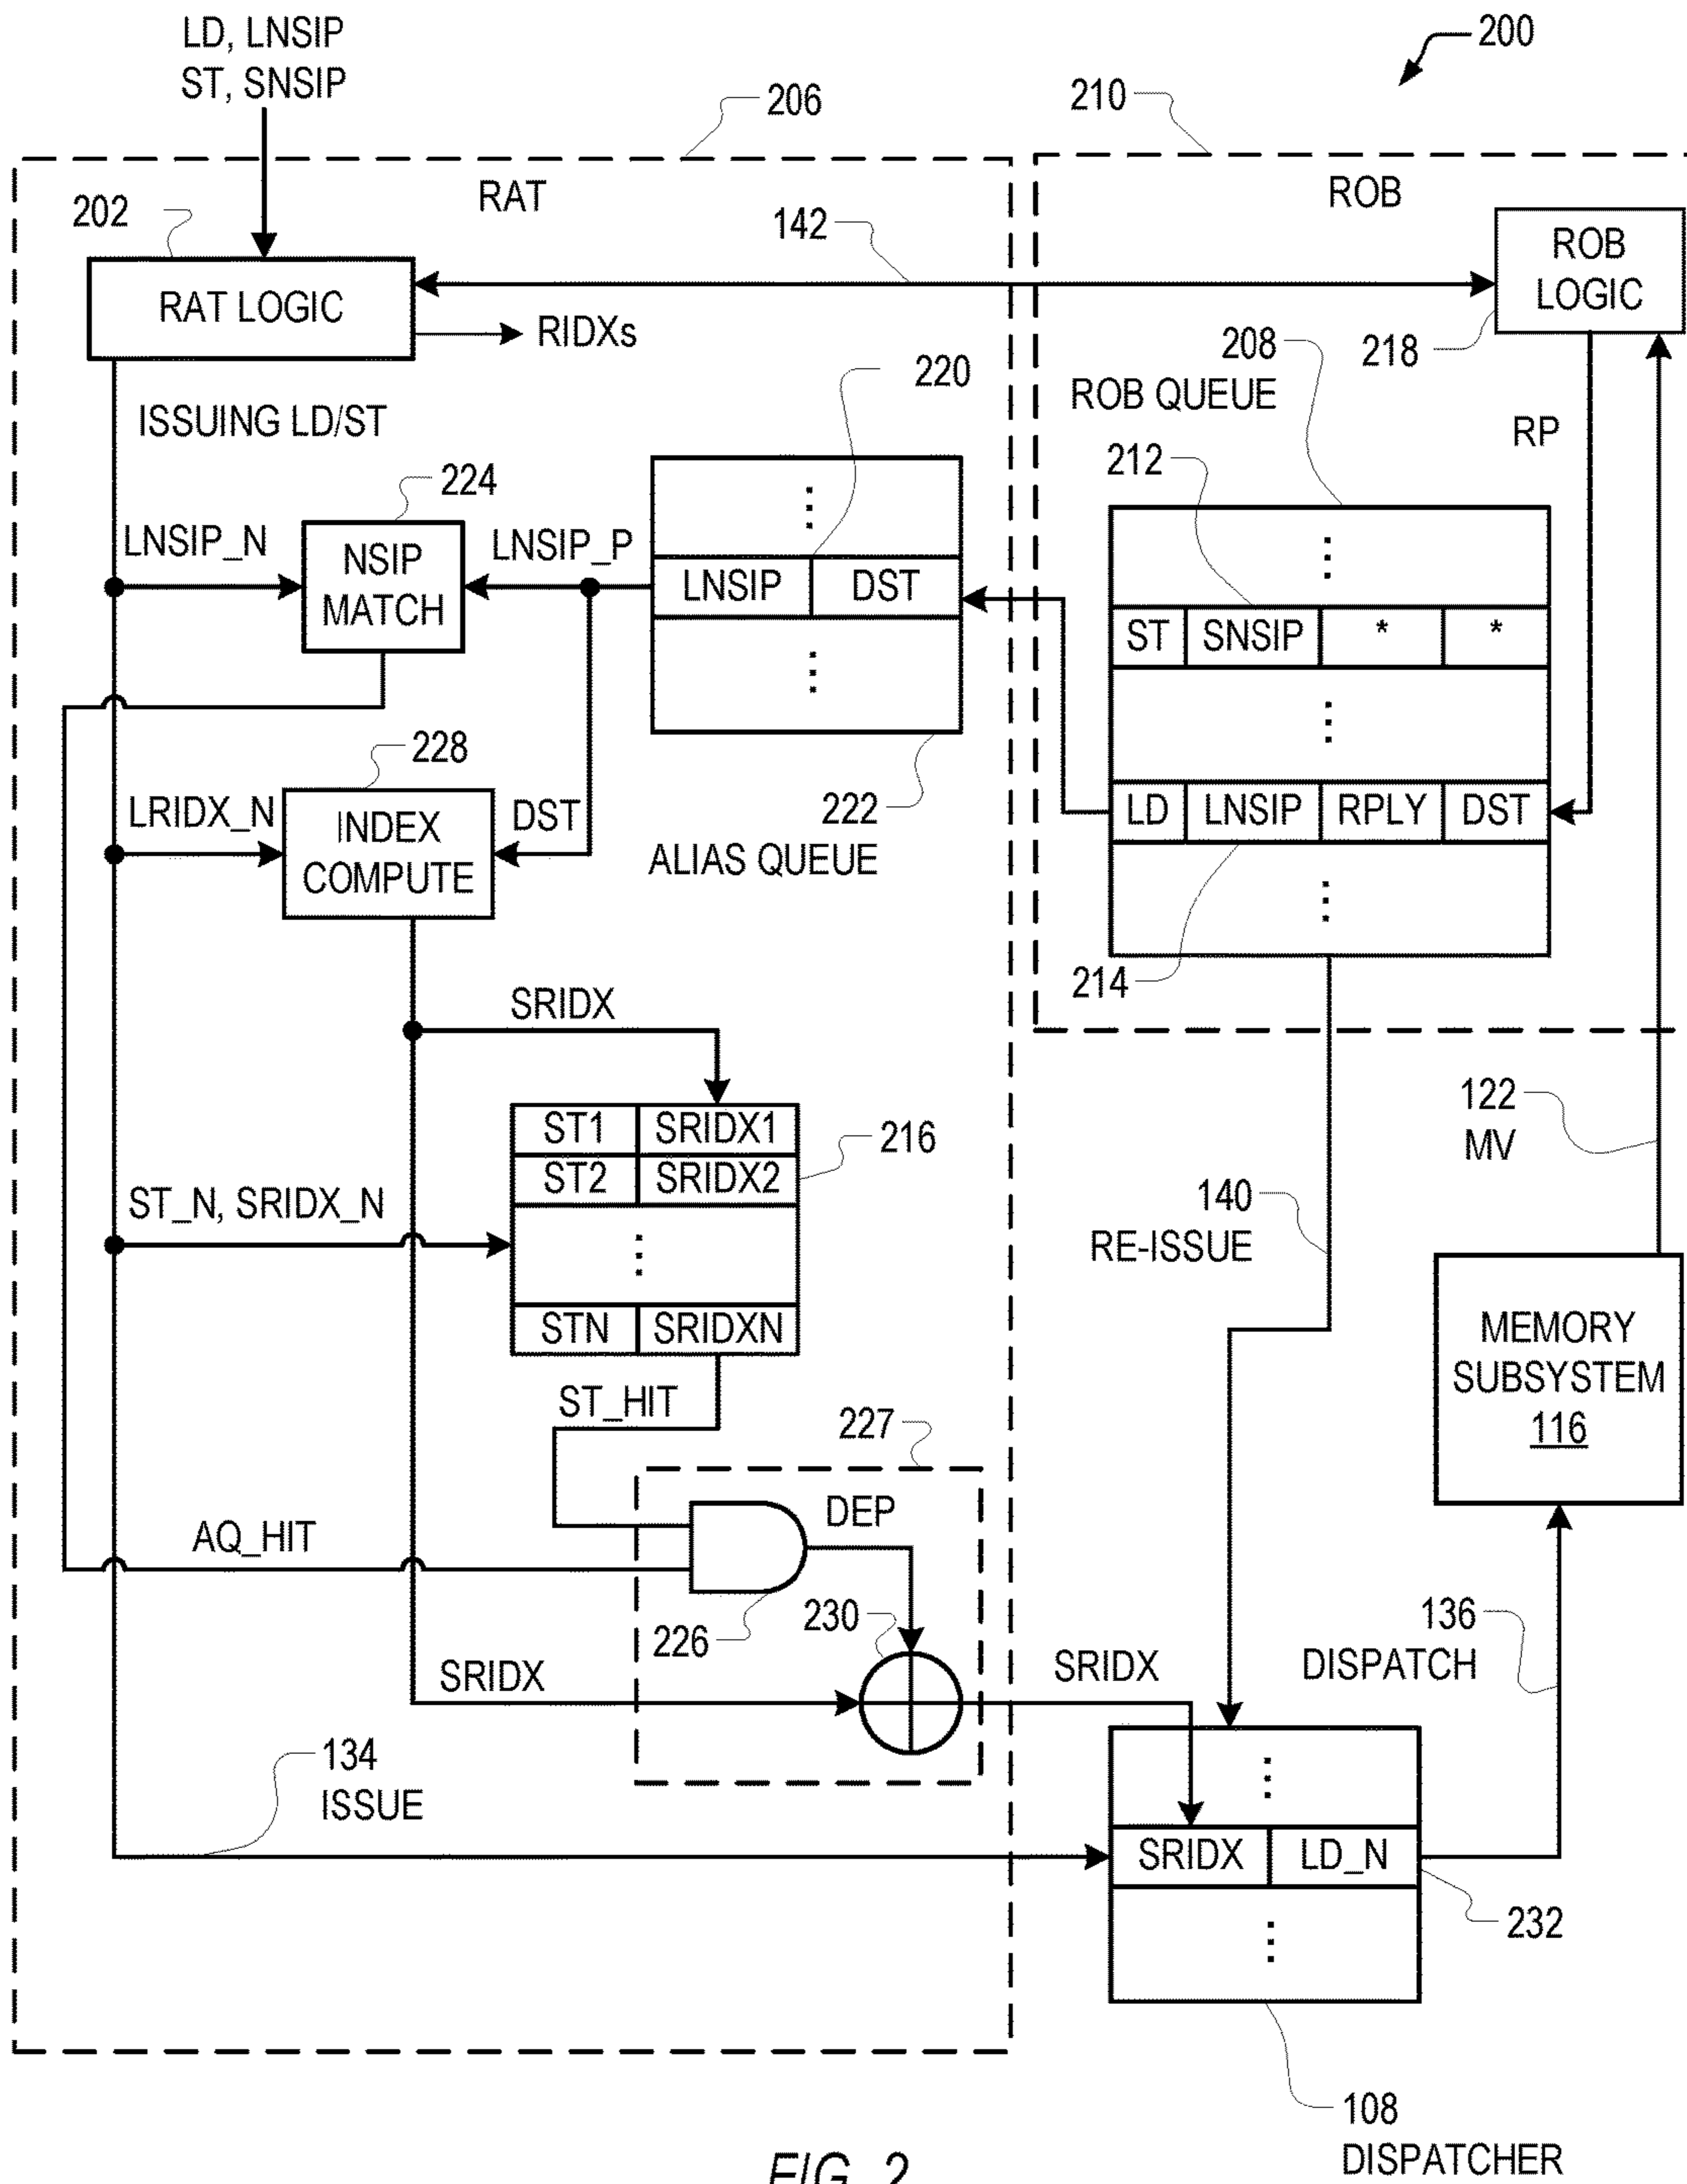 LD, LNSIP
ST, SNSIP
200
206
210
RAT
ROB
202
142
ROB
LOGIC
RAT LOGIC
RIDXs
218
208
ROB QUEUE
220
RP
ISSUING LD/ST
212
224
LNSIP_N
NSIP
MATCH
LNSIP_P
LNSIP DST
ST SNSIP * *
228
LRIDX_N
INDEX
COMPUTE
DST
222
ALIAS QUEUE
LD LNSIP RPLY DST
214
SRIDX
ST1 SRIDX1
216
ST2 SRIDX2
122
MV
ST_N, SRIDX_N
140
RE-ISSUE
STN SRIDXN
MEMORY
SUBSYSTEM
116
ST_HIT
227
DEP
AQ_HIT
226
230
136
DISPATCH
SRIDX
SRIDX
134
ISSUE
SRIDX LD_N
232
108
DISPATCHER
FIG. 2